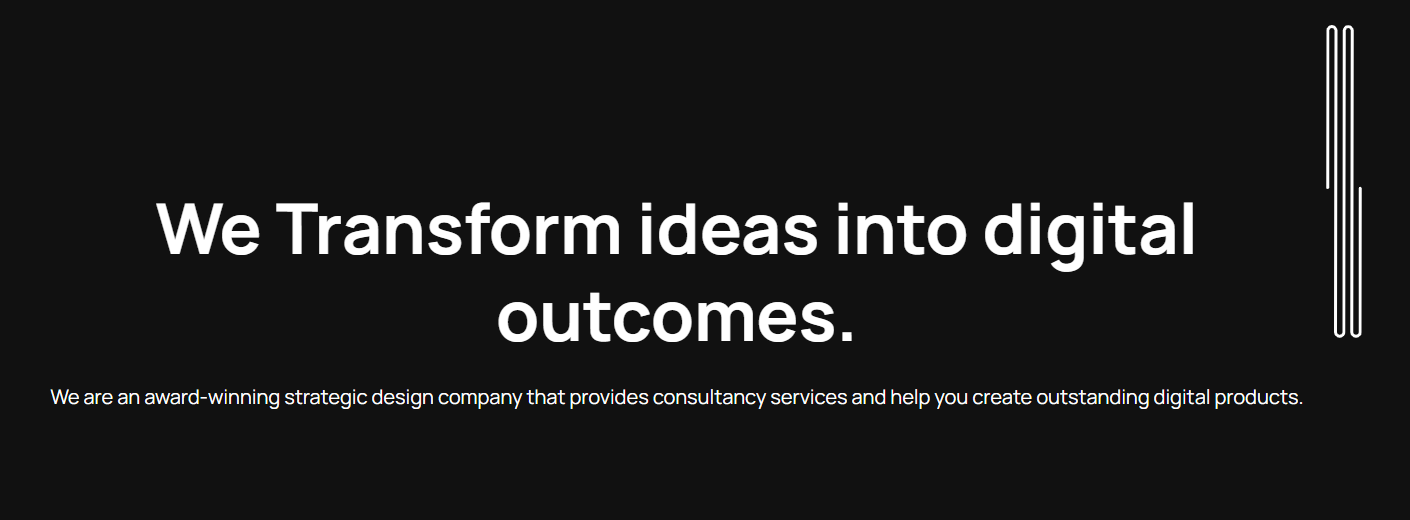 We Transform ideas into digital
outcomes.
We are an award-winning strategic design company that provides consultancy services and help you create outstanding digital products.